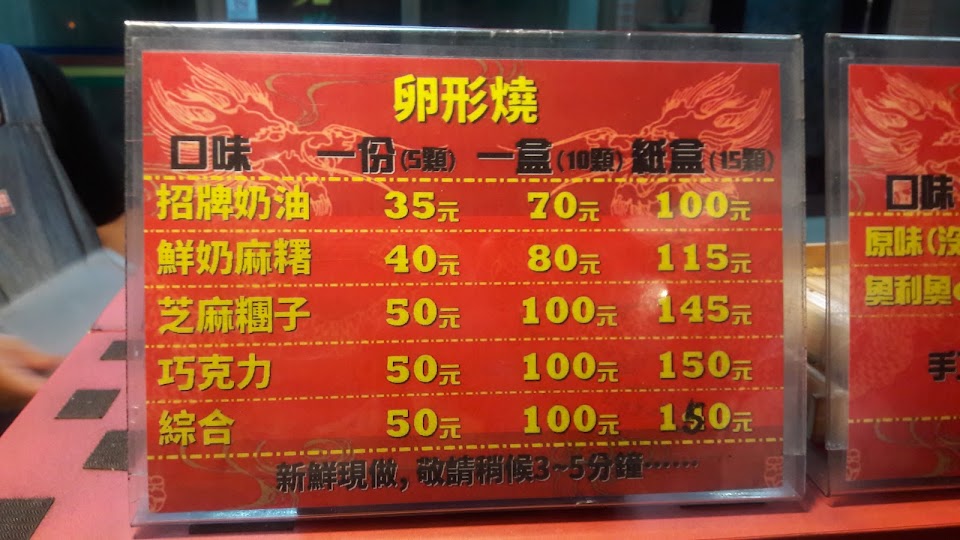 卵形燒
口味 一份(5顆) 一盒(10顆) 紙盒(15顆)
招牌奶油 35元 70元 100元
鮮奶麻糬 40元 80元 115元
芝麻糰子 50元 100元 145元
巧克力 50元 100元 150元
綜合 50元 100元 150元
新鮮現做, 敬請稍候3~5分鐘……
口味
原味(沒
奧利奧
手工